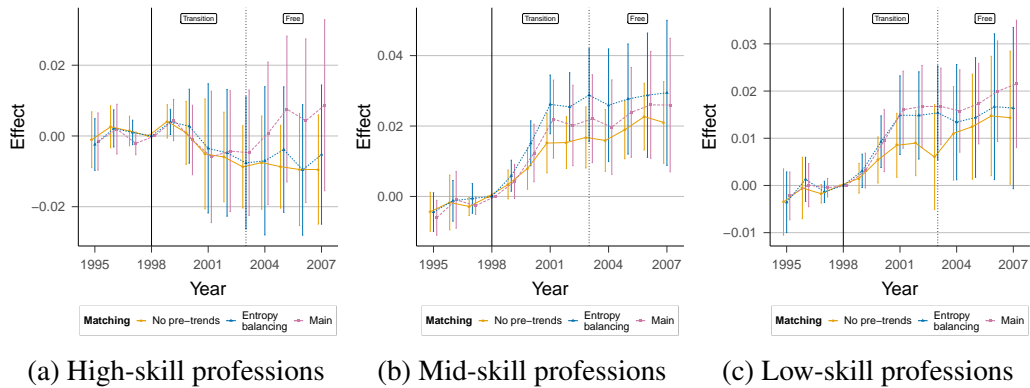 Transition Free
0.02
0.00
−0.02
Effect
1995 1998 2001 2004 2007
Year
Matching No pre−trends Entropy balancing Main
(a) High-skill professions
Transition Free
0.04
0.02
0.00
Effect
1995 1998 2001 2004 2007
Year
Matching No pre−trends Entropy balancing Main
(b) Mid-skill professions
Transition Free
0.03
0.02
0.01
0.00
−0.01
Effect
1995 1998 2001 2004 2007
Year
Matching No pre−trends Entropy balancing Main
(c) Low-skill professions